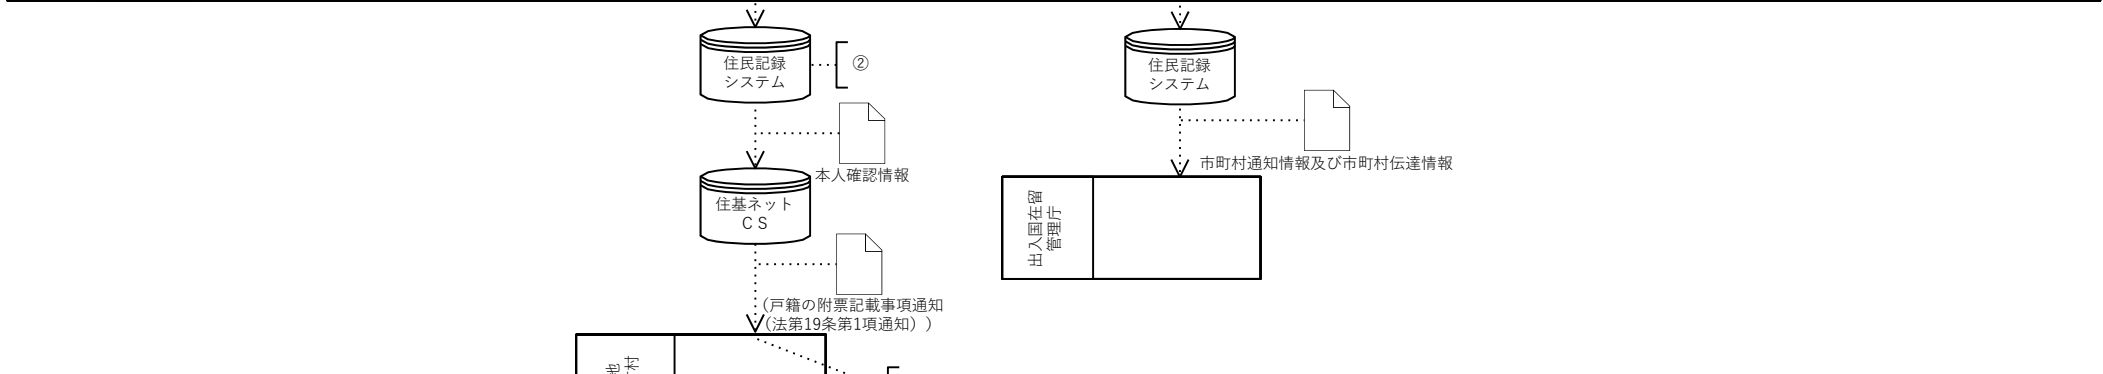 住民記録
システム
②
本人確認情報
住基ネット
ＣＳ
(戸籍の附票記載事項通知
(法第19条第1項通知））
住民記録
システム
市町村通知情報及び市町村伝達情報
出入国在留
管理庁
村